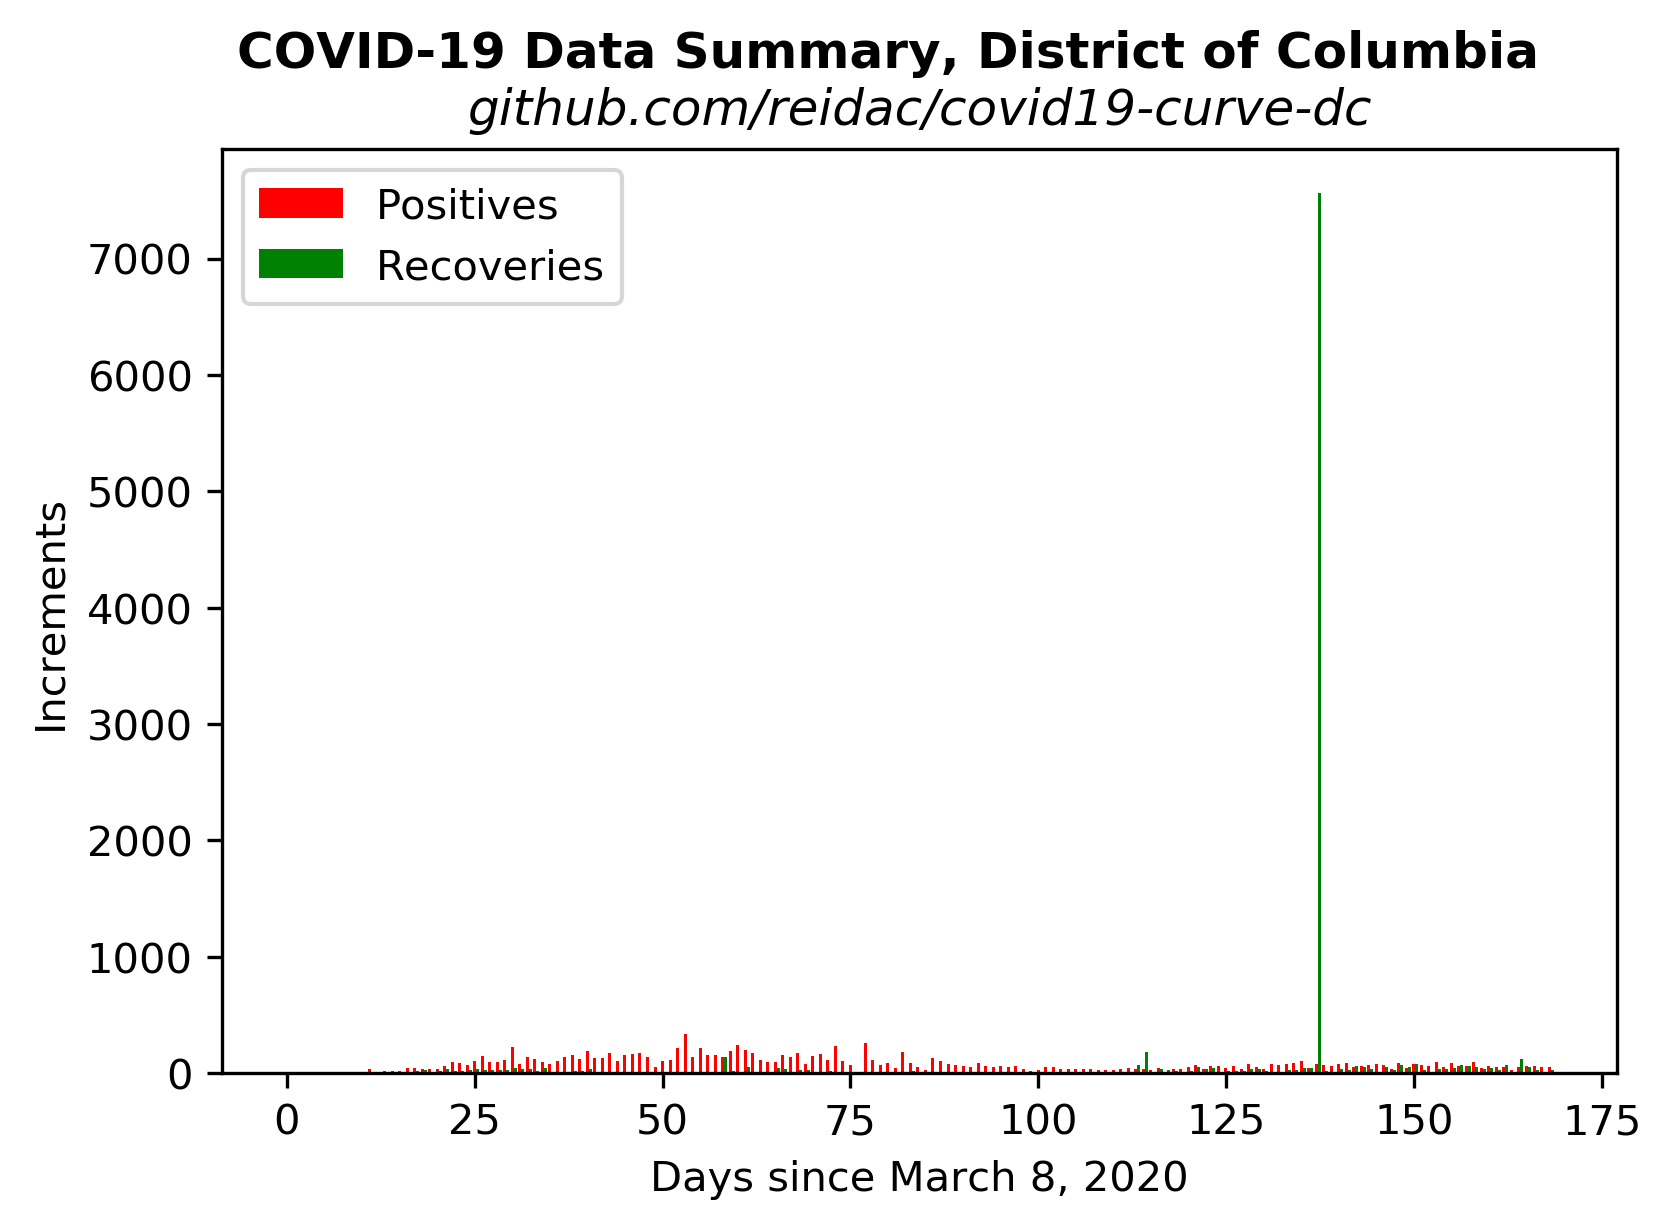 COVID-19 Data Summary, District of Columbia
github.com/reidac/covid19-curve-dc
Positives
Recoveries
7000
6000
5000
4000
3000
2000
1000
0
Increments
0 25 50 75 100 125 150 175
Days since March 8, 2020